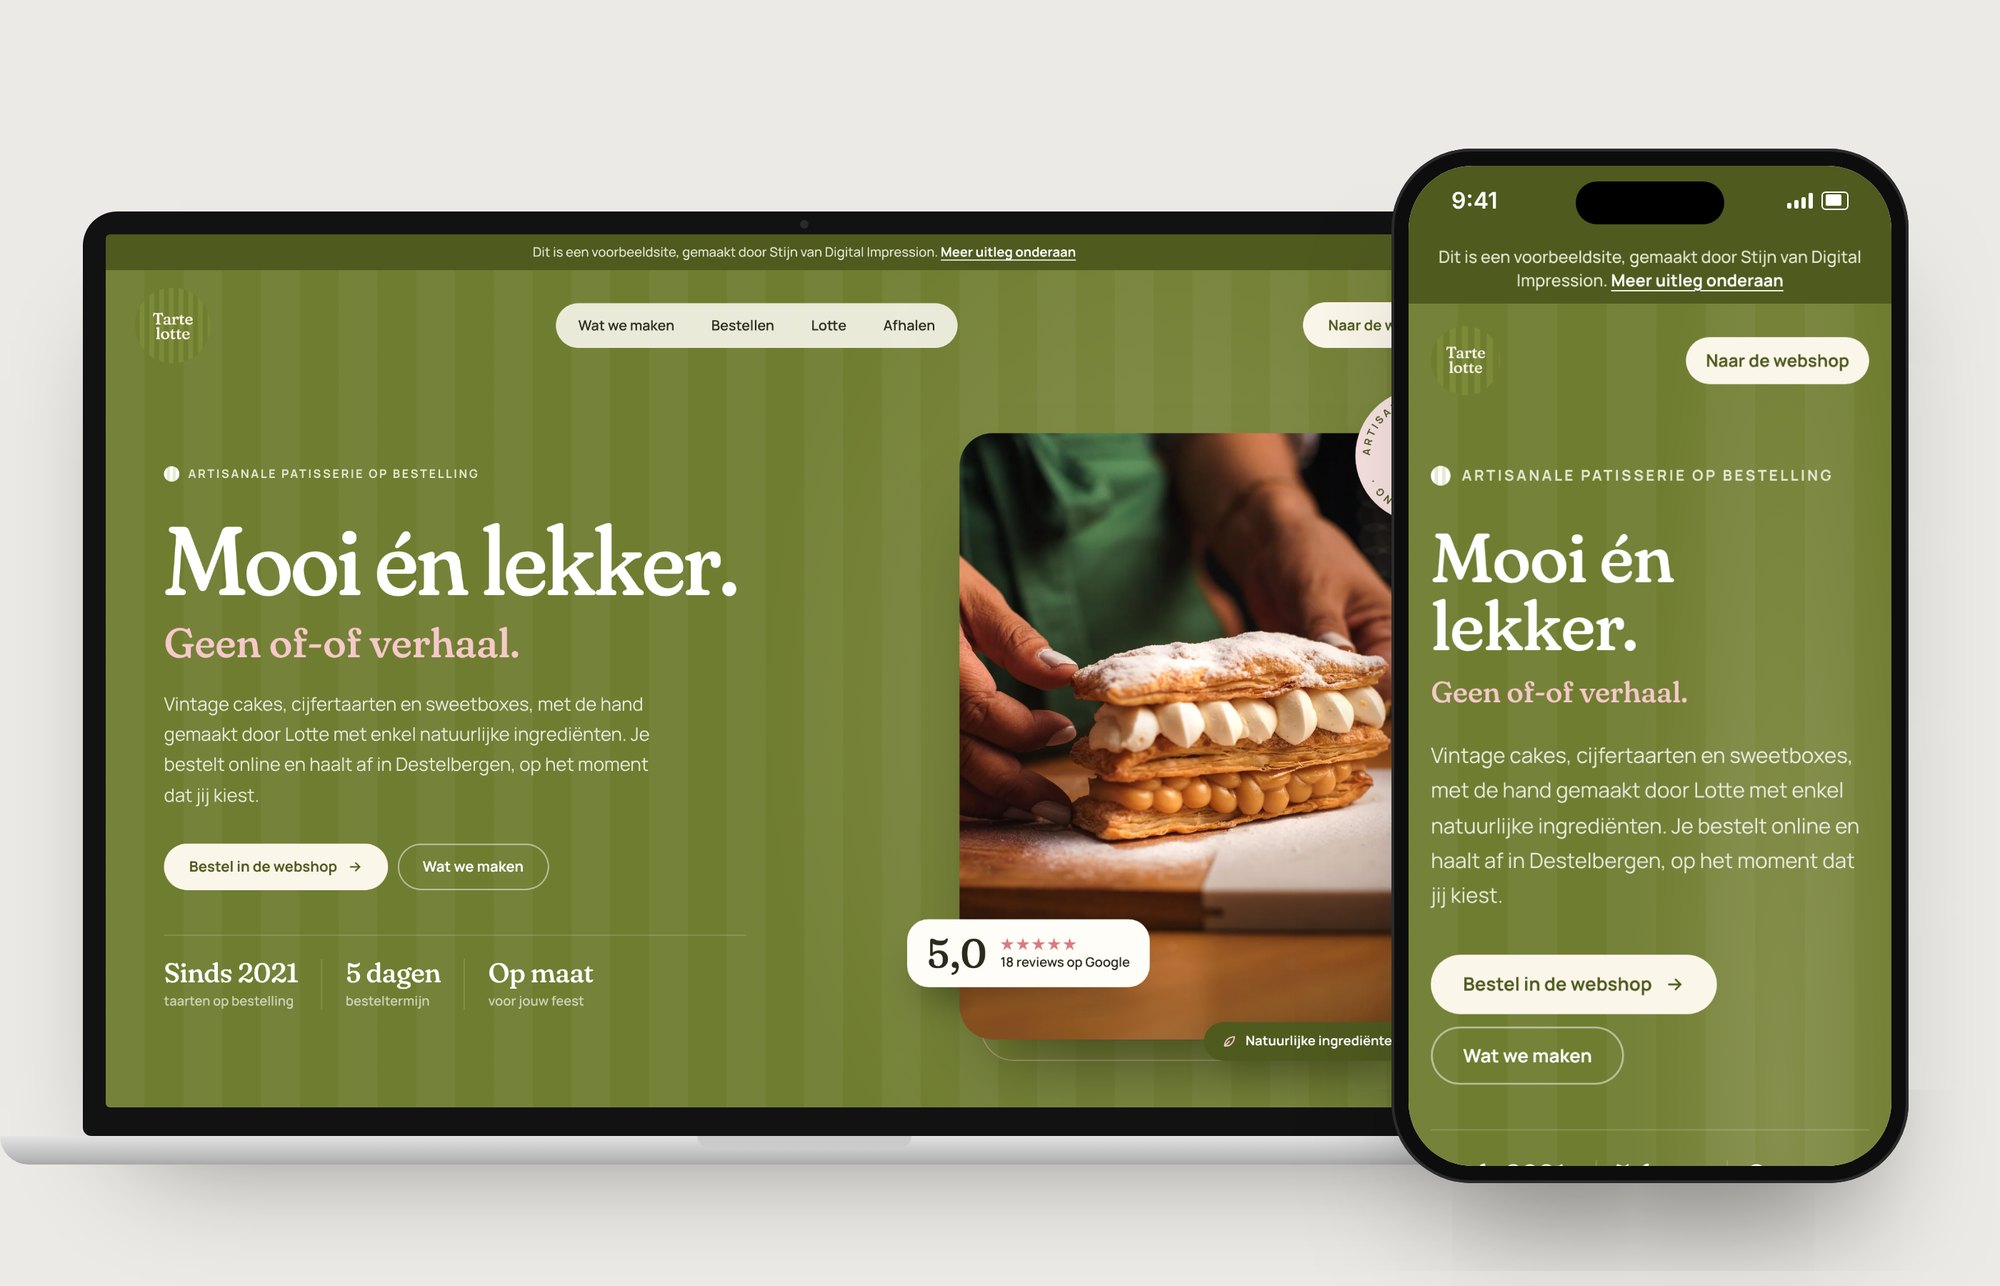 Dit is een voorbeeldsite, gemaakt door Stijn van Digital Impression. Meer uitleg onderaan
Tarte
lotte
Wat we maken
Bestellen
Lotte
Afhalen
Naar de
ARTISANALE PATISSERIE OP BESTELLING
Mooi én lekker.
Geen of-of verhaal.
Vintage cakes, cijfertaarten en sweetboxes, met de hand
gemaakt door Lotte met enkel natuurlijke ingrediënten. Je
bestelt online en haalt af in Destelbergen, op het moment
dat jij kiest.
Bestel in de webshop →
Wat we maken
Sinds 2021
taarten op bestelling
5 dagen
besteltermijn
Op maat
voor jouw feest
5,0
★★★★★
18 reviews op Google
Natuurlijke
9:41
Dit is een voorbeeldsite, gemaakt door Stijn van Digital
Impression. Meer uitleg onderaan
Tarte
lotte
Naar de webshop
ARTISANALE PATISSERIE OP BESTELLING
Mooi én
lekker.
Geen of-of verhaal.
Vintage cakes, cijfertaarten en sweetboxes,
met de hand gemaakt door Lotte met enkel
natuurlijke ingrediënten. Je bestelt online en
haalt af in Destelbergen, op het moment dat
jij kiest.
Bestel in de webshop →
Wat we maken